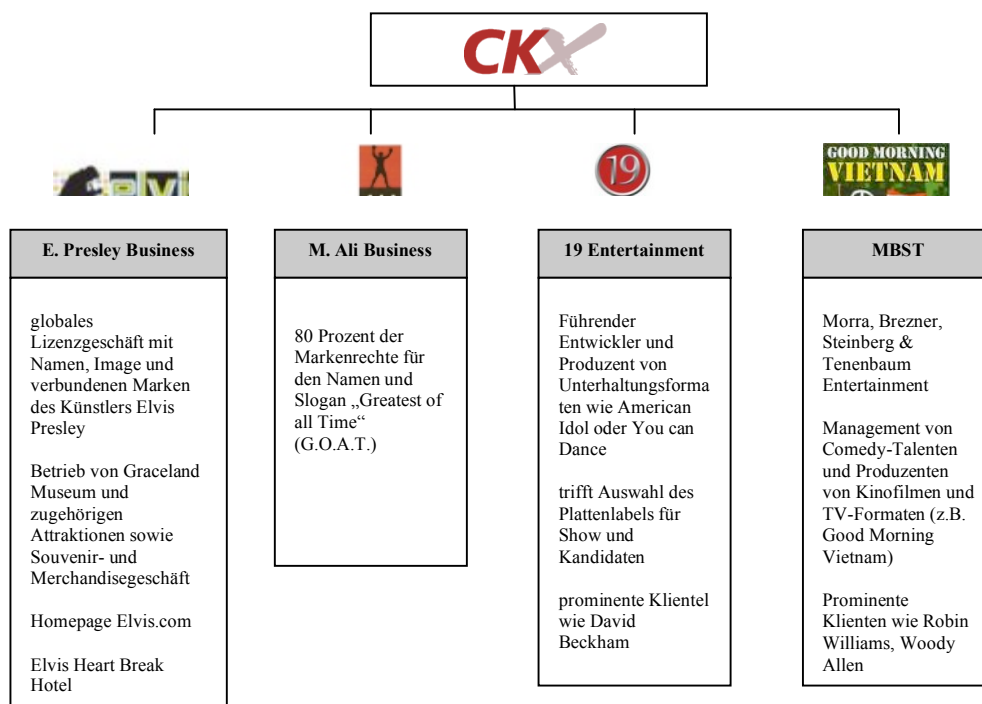 CKX
19
GOOD MORNING
VIETNAM
E. Presley Business
globales
Lizenzgeschäft mit
Namen, Image und
verbundenen Marken
des Künstlers Elvis
Presley
Betrieb von Graceland
Museum und
zugehörigen
Attraktionen sowie
Souvenir- und
Merchandisegeschäft
Homepage Elvis.com
Elvis Heart Break
Hotel
M. Ali Business
80 Prozent der
Markenrechte für
den Namen und
Slogan „Greatest of
all Time“
(G.O.A.T.)
19 Entertainment
Führender
Entwickler und
Produzent von
Unterhaltungsforma
ten wie American
Idol oder You can
Dance
trifft Auswahl des
Plattenlabels für
Show und
Kandidaten
prominente Klientel
wie David
Beckham
MBST
Morra, Brezner,
Steinberg &
Tenenbaum
Entertainment
Management von
Comedy-Talenten
und Produzenten
von Kinofilmen und
TV-Formaten (z.B.
Good Morning
Vietnam)
Prominente
Klienten wie Robin
Williams, Woody
Allen